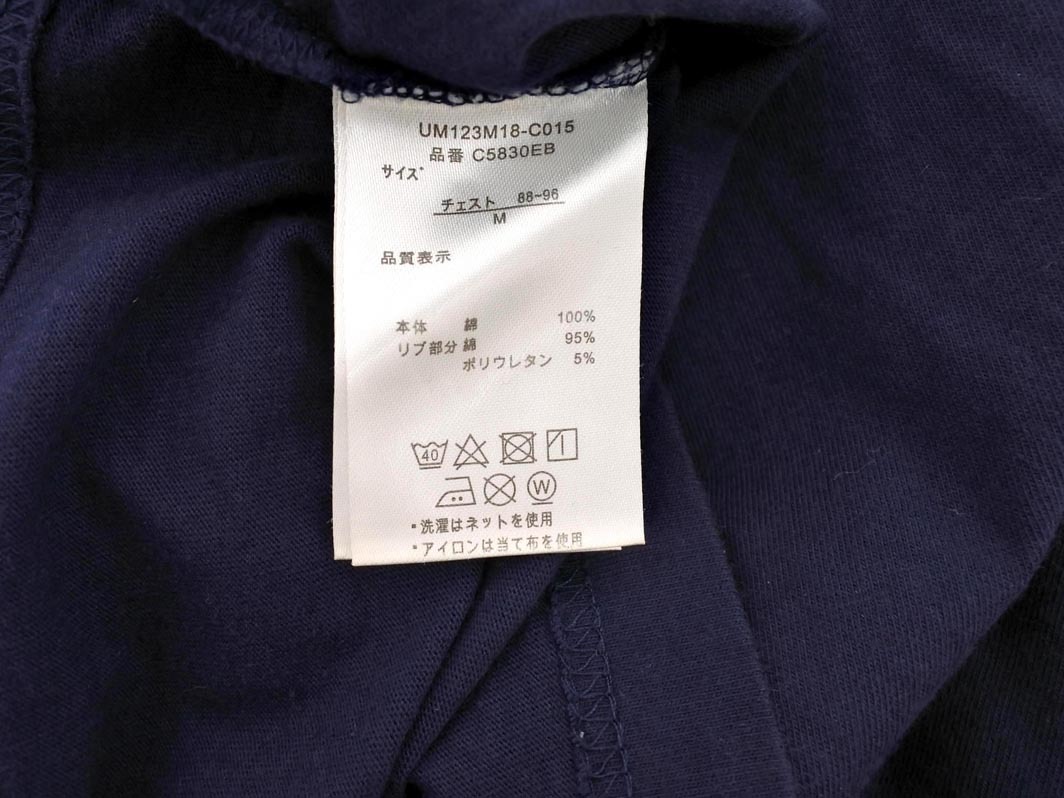 UM123M18-C015
品番 C5830EB
サイズ
チェスト 88~96
M
品質表示
本体 綿 100%
リブ部分 綿 95%
ポリウレタン 5%
40
W
・洗濯はネットを使用
・アイロンは当て布を使用